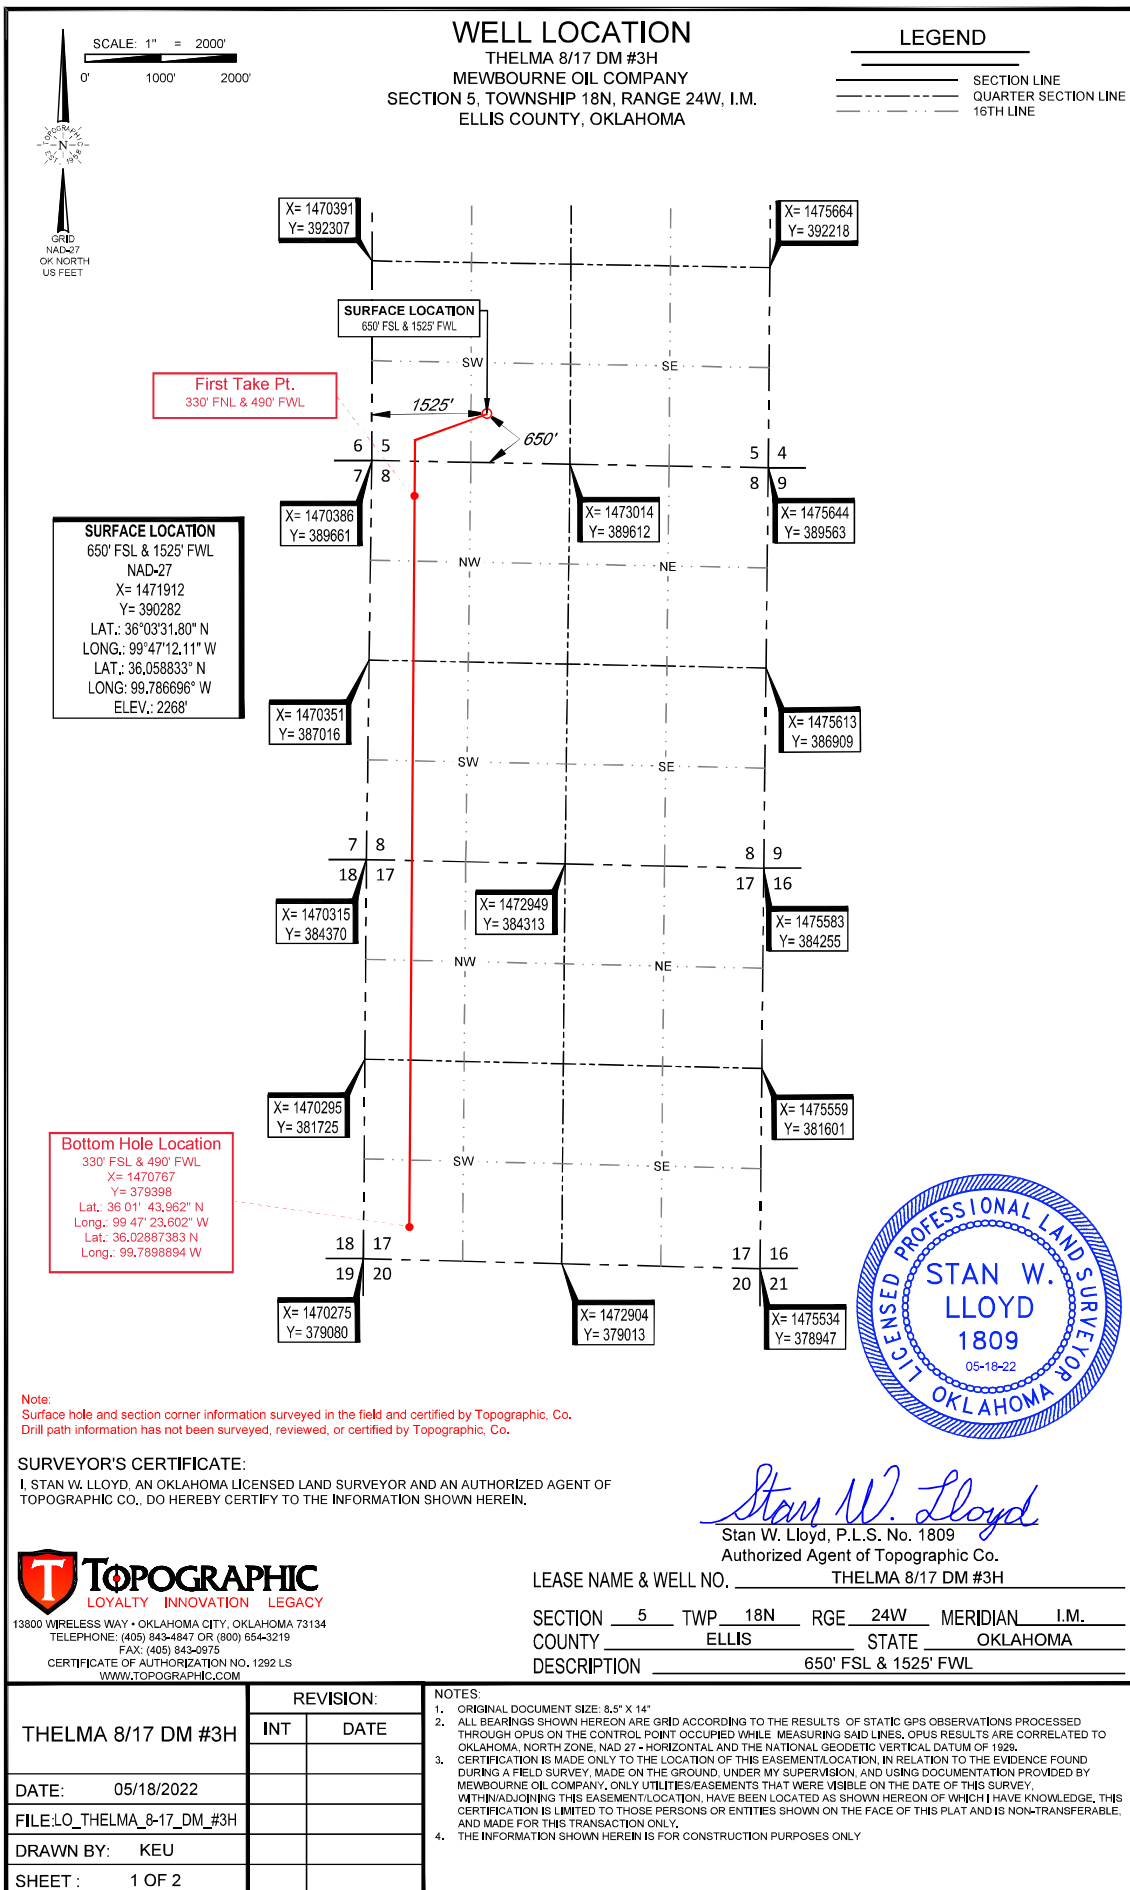 WELL LOCATION
THELMA 8/17 DM #3H
MEWBOURNE OIL COMPANY
SECTION 5, TOWNSHIP 18N, RANGE 24W, I.M.
ELLIS COUNTY, OKLAHOMA
SCALE: 1" = 2000'
0' 1000' 2000'
TOPOGRAPHIC
N
EST. 1958
GRID
NAD-27
OK NORTH
US FEET
LEGEND
SECTION LINE
QUARTER SECTION LINE
16TH LINE
X= 1470391
Y= 392307
X= 1475664
Y= 392218
SURFACE LOCATION
650' FSL & 1525' FWL
SW
SE
First Take Pt.
330' FNL & 490' FWL
1525'
650'
6 5
7 8
5 4
8 9
X= 1470386
Y= 389661
X= 1473014
Y= 389612
X= 1475644
Y= 389563
SURFACE LOCATION
650' FSL & 1525' FWL
NAD-27
X= 1471912
Y= 390282
LAT.: 36°03'31.80" N
LONG.: 99°47'12.11" W
LAT.: 36.058833° N
LONG: 99.786696° W
ELEV.: 2268'
NW
NE
X= 1470351
Y= 387016
X= 1475613
Y= 386909
SW
SE
7 8
18 17
8 9
17 16
X= 1470315
Y= 384370
X= 1472949
Y= 384313
X= 1475583
Y= 384255
NW
NE
X= 1470295
Y= 381725
X= 1475559
Y= 381601
Bottom Hole Location
330' FSL & 490' FWL
X= 1470767
Y= 379398
Lat.: 36 01' 43.962" N
Long.: 99 47' 23.602" W
Lat.: 36.02887383 N
Long.: 99.7898894 W
SW
SE
18 17
19 20
17 16
20 21
X= 1470275
Y= 379080
X= 1472904
Y= 379013
X= 1475534
Y= 378947
LICENSED PROFESSIONAL LAND SURVEYOR
STAN W.
LLOYD
1809
05-18-22
OKLAHOMA
Note:
Surface hole and section corner information surveyed in the field and certified by Topographic, Co.
Drill path information has not been surveyed, reviewed, or certified by Topographic, Co.
SURVEYOR'S CERTIFICATE:
I, STAN W. LLOYD, AN OKLAHOMA LICENSED LAND SURVEYOR AND AN AUTHORIZED AGENT OF
TOPOGRAPHIC CO., DO HEREBY CERTIFY TO THE INFORMATION SHOWN HEREIN.
Stan W. Lloyd
Stan W. Lloyd, P.L.S. No. 1809
Authorized Agent of Topographic Co.
T TOPOGRAPHIC
LOYALTY INNOVATION LEGACY
13800 WIRELESS WAY • OKLAHOMA CITY, OKLAHOMA 73134
TELEPHONE: (405) 843-4847 OR (800) 654-3219
FAX: (405) 843-0975
CERTIFICATE OF AUTHORIZATION NO. 1292 LS
WWW.TOPOGRAPHIC.COM
LEASE NAME & WELL NO. THELMA 8/17 DM #3H
SECTION 5 TWP 18N RGE 24W MERIDIAN I.M.
COUNTY ELLIS STATE OKLAHOMA
DESCRIPTION 650' FSL & 1525' FWL
THELMA 8/17 DM #3H
DATE: 05/18/2022
FILE:LO_THELMA_8-17_DM_#3H
DRAWN BY: KEU
SHEET : 1 OF 2
REVISION:
INT DATE
NOTES:
1. ORIGINAL DOCUMENT SIZE: 8.5" X 14"
2. ALL BEARINGS SHOWN HEREON ARE GRID ACCORDING TO THE RESULTS OF STATIC GPS OBSERVATIONS PROCESSED
THROUGH OPUS ON THE CONTROL POINT OCCUPIED WHILE MEASURING SAID LINES. OPUS RESULTS ARE CORRELATED TO
OKLAHOMA, NORTH ZONE, NAD 27 - HORIZONTAL AND THE NATIONAL GEODETIC VERTICAL DATUM OF 1929.
3. CERTIFICATION IS MADE ONLY TO THE LOCATION OF THIS EASEMENT/LOCATION, IN RELATION TO THE EVIDENCE FOUND
DURING A FIELD SURVEY, MADE ON THE GROUND, UNDER MY SUPERVISION, AND USING DOCUMENTATION PROVIDED BY
MEWBOURNE OIL COMPANY. ONLY UTILITIES/EASEMENTS THAT WERE VISIBLE ON THE DATE OF THIS SURVEY,
WITHIN/ADJOINING THIS EASEMENT/LOCATION, HAVE BEEN LOCATED AS SHOWN HEREON OF WHICH I HAVE KNOWLEDGE. THIS
CERTIFICATION IS LIMITED TO THOSE PERSONS OR ENTITIES SHOWN ON THE FACE OF THIS PLAT AND IS NON-TRANSFERABLE,
AND MADE FOR THIS TRANSACTION ONLY.
4. THE INFORMATION SHOWN HEREIN IS FOR CONSTRUCTION PURPOSES ONLY